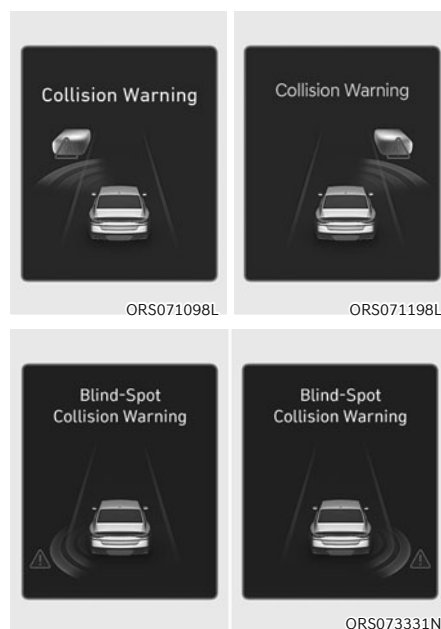 Collision Warning
Collision Warning
ORS071098L
ORS071198L
Blind-Spot
Collision Warning
Blind-Spot
Collision Warning
ORS073331N